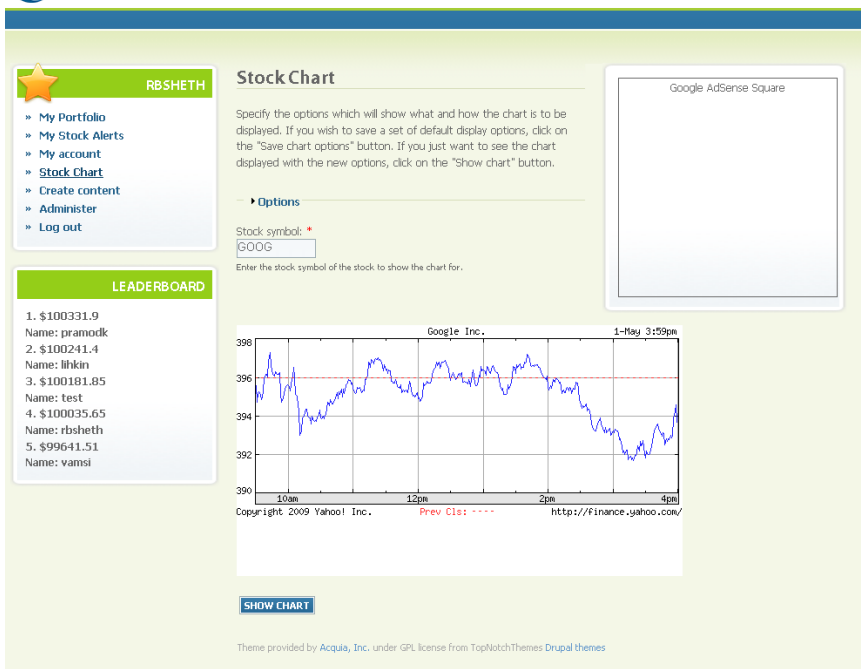 RBSHETH
» My Portfolio
» My Stock Alerts
» My account
» Stock Chart
» Create content
» Administer
» Log out
LEADERBOARD
1. $100331.9
Name: pramodk
2. $100241.4
Name: lihkin
3. $100181.85
Name: test
4. $100035.65
Name: rbsheth
5. $99641.51
Name: vamsi
Stock Chart
Specify the options which will show what and how the chart is to be
displayed. If you wish to save a set of default display options, click on
the "Save chart options" button. If you just want to see the chart
displayed with the new options, click on the "Show chart" button.
Options
Stock symbol: *
GOOG
Enter the stock symbol of the stock to show the chart for.
Google Inc. 1-May 3:59pm
398
396
394
392
390
10am 12pm 2pm 4pm
Copyright 2009 Yahoo! Inc. Prev Cls: ---- http://finance.yahoo.com/
SHOW CHART
Theme provided by Acquia, Inc. under GPL license from TopNotchThemes Drupal themes
Google AdSense Square